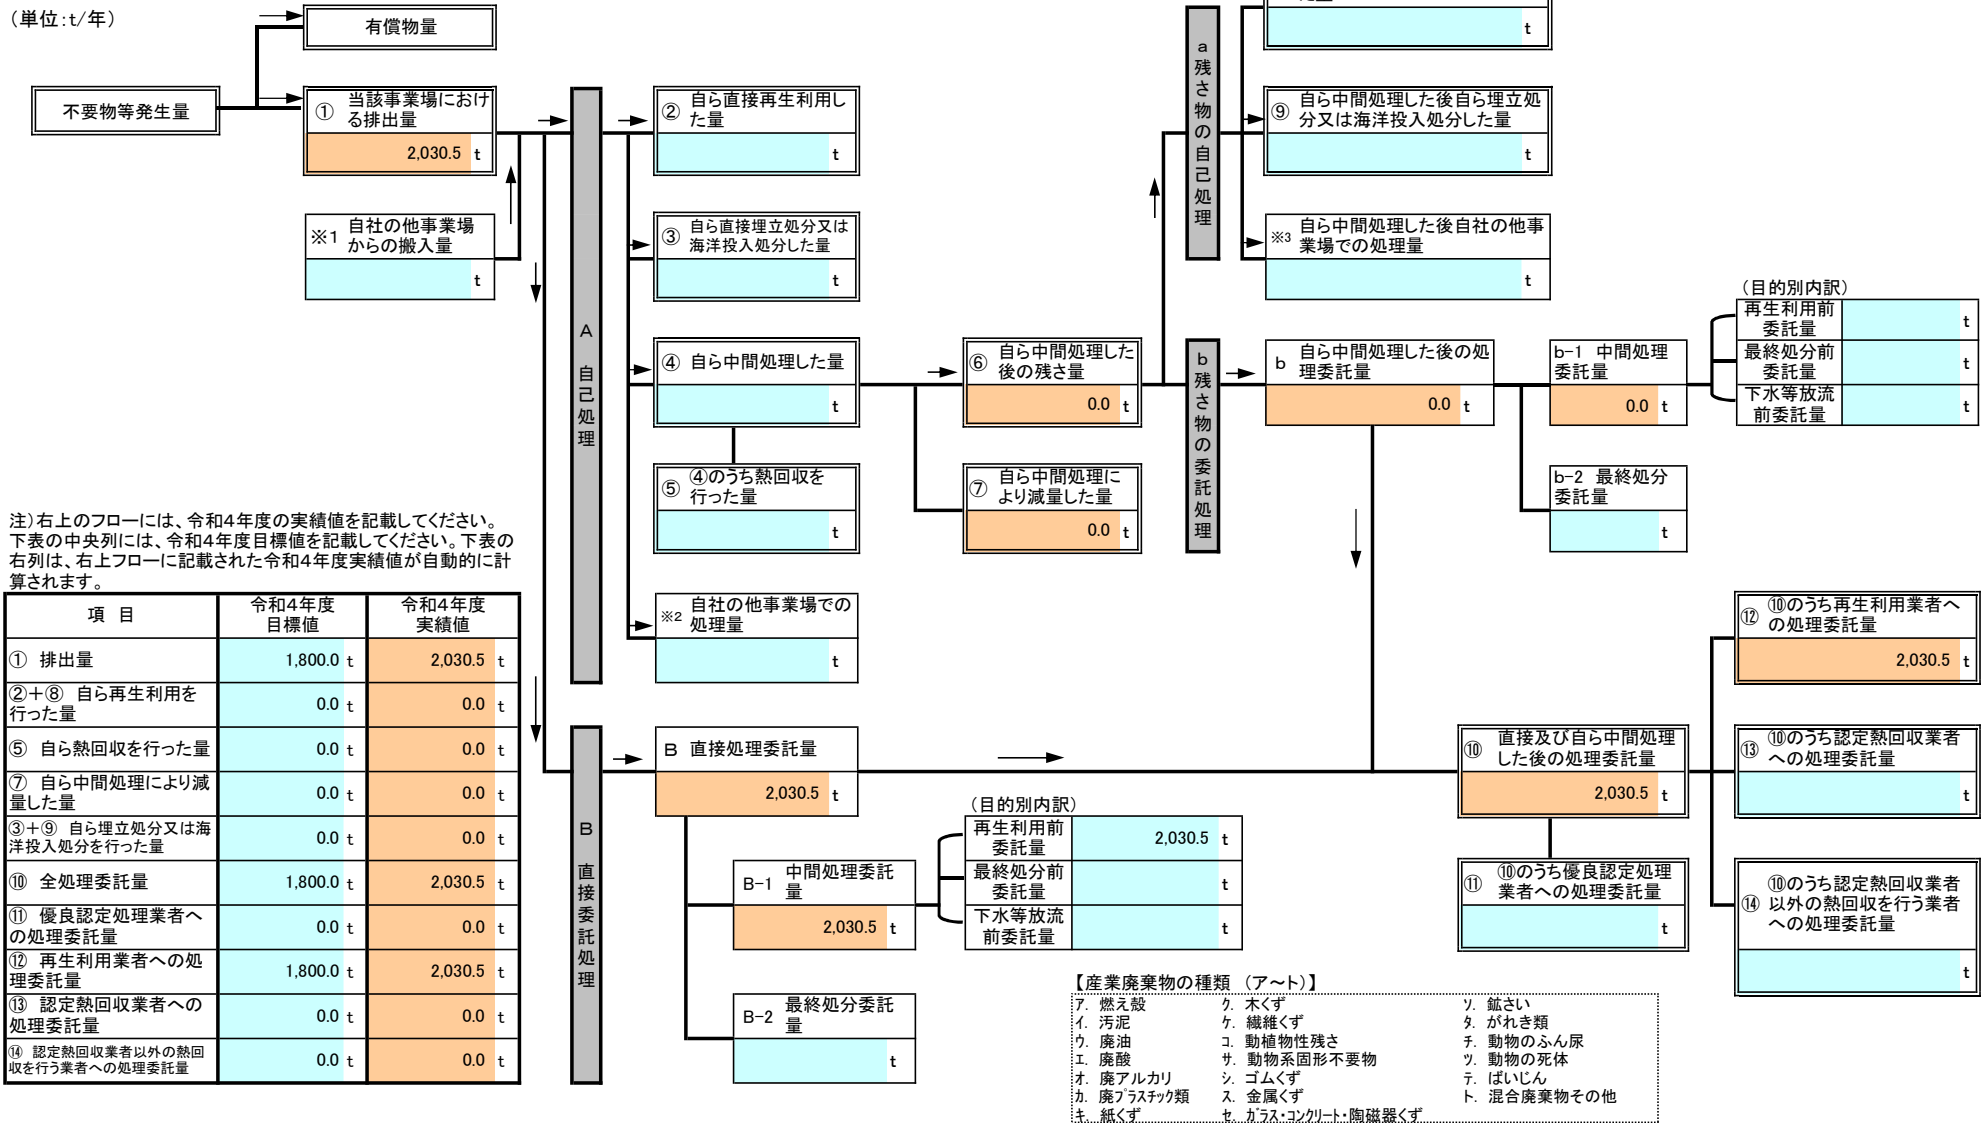 (単位:t/年)
有償物量
不要物等発生量
① 当該事業場におけ
る排出量
2,030.5 t
※1 自社の他事業場
からの搬入量
t
A 自己処理
② 自ら直接再生利用し
た量
t
③ 自ら直接埋立処分又は
海洋投入処分した量
t
④ 自ら中間処理した量
t
⑤ ④のうち熱回収を
行った量
t
※2 自社の他事業場での
処理量
t
⑥ 自ら中間処理した
後の残さ量
0.0 t
⑦ 自ら中間処理に
より減量した量
0.0 t
a残さ物の自己処理
t
⑨ 自ら中間処理した後自ら埋立処
分又は海洋投入処分した量
t
※3 自ら中間処理した後自社の他事
業場での処理量
t
b残さ物の委託処理
b 自ら中間処理した後の処
理委託量
0.0 t
b-1 中間処理
委託量
0.0 t
b-2 最終処分
委託量
t
(目的別内訳)
再生利用前
委託量
t
最終処分前
委託量
t
下水等放流
前委託量
t
注)右上のフローには、令和4年度の実績値を記載してください。
下表の中央列には、令和4年度目標値を記載してください。下表の
右列は、右上フローに記載された令和4年度実績値が自動的に計
算されます。
項 目
令和4年度
目標値
令和4年度
実績値
① 排出量 1,800.0 t 2,030.5 t
②+⑧ 自ら再生利用を
行った量 0.0 t 0.0 t
⑤ 自ら熱回収を行った量 0.0 t 0.0 t
⑦ 自ら中間処理により減
量した量 0.0 t 0.0 t
③+⑨ 自ら埋立処分又は海
洋投入処分を行った量 0.0 t 0.0 t
⑩ 全処理委託量 1,800.0 t 2,030.5 t
⑪ 優良認定処理業者へ
の処理委託量 0.0 t 0.0 t
⑫ 再生利用業者への処
理委託量 1,800.0 t 2,030.5 t
⑬ 認定熱回収業者への
処理委託量 0.0 t 0.0 t
⑭ 認定熱回収業者以外の熱回
収を行う業者への処理委託量 0.0 t 0.0 t
B 直接委託処理
B 直接処理委託量
2,030.5 t
B-1 中間処理委託
量
2,030.5 t
B-2 最終処分委託
量
t
(目的別内訳)
再生利用前
委託量
2,030.5 t
最終処分前
委託量
t
下水等放流
前委託量
t
⑩ 直接及び自ら中間処理
した後の処理委託量
2,030.5 t
⑪ ⑩のうち優良認定処理
業者への処理委託量
t
⑫ ⑩のうち再生利用業者へ
の処理委託量
2,030.5 t
⑬ ⑩のうち認定熱回収業者
への処理委託量
t
⑭ ⑩のうち認定熱回収業者
以外の熱回収を行う業者
への処理委託量
t
【産業廃棄物の種類 (ア~ト)】
ア. 燃え殻 ク. 木くず ソ. 鉱さい
イ. 汚泥 ケ. 繊維くず タ. がれき類
ウ. 廃油 コ. 動植物性残さ チ. 動物のふん尿
エ. 廃酸 サ. 動物系固形不要物 ツ. 動物の死体
オ. 廃アルカリ シ. ゴムくず テ. ばいじん
カ. 廃プラスチック類 ス. 金属くず ト. 混合廃棄物その他
キ. 紙くず セ. ガラス・コンクリート・陶磁器くず